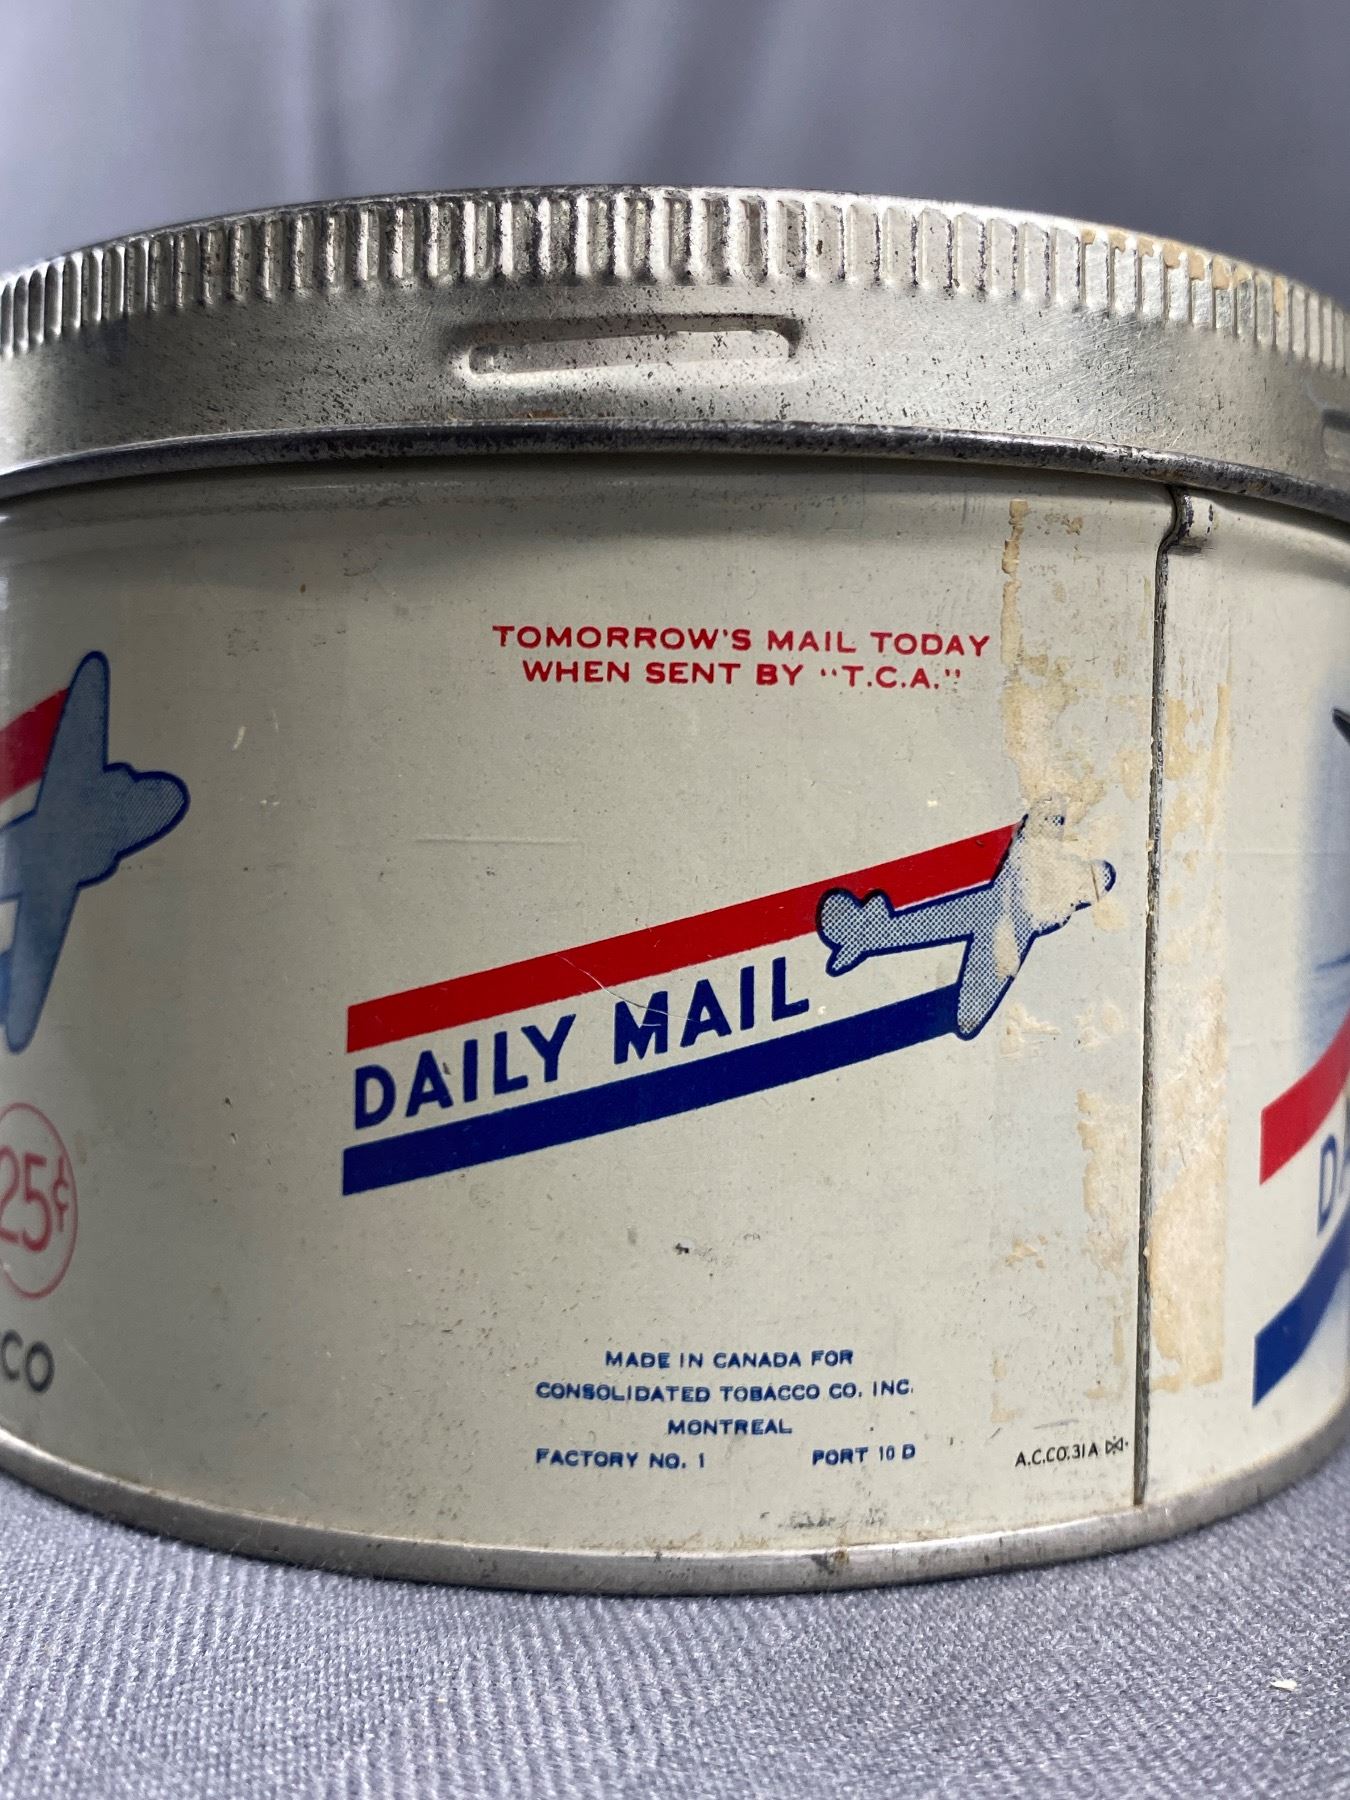 TOMORROW'S MAIL TODAY
WHEN SENT BY "T.C.A."
DAILY MAIL
25¢
CO
MADE IN CANADA FOR
CONSOLIDATED TOBACCO CO. INC.
MONTREAL
FACTORY NO. 1 PORT 10 D
A.C.CO.31A
DA